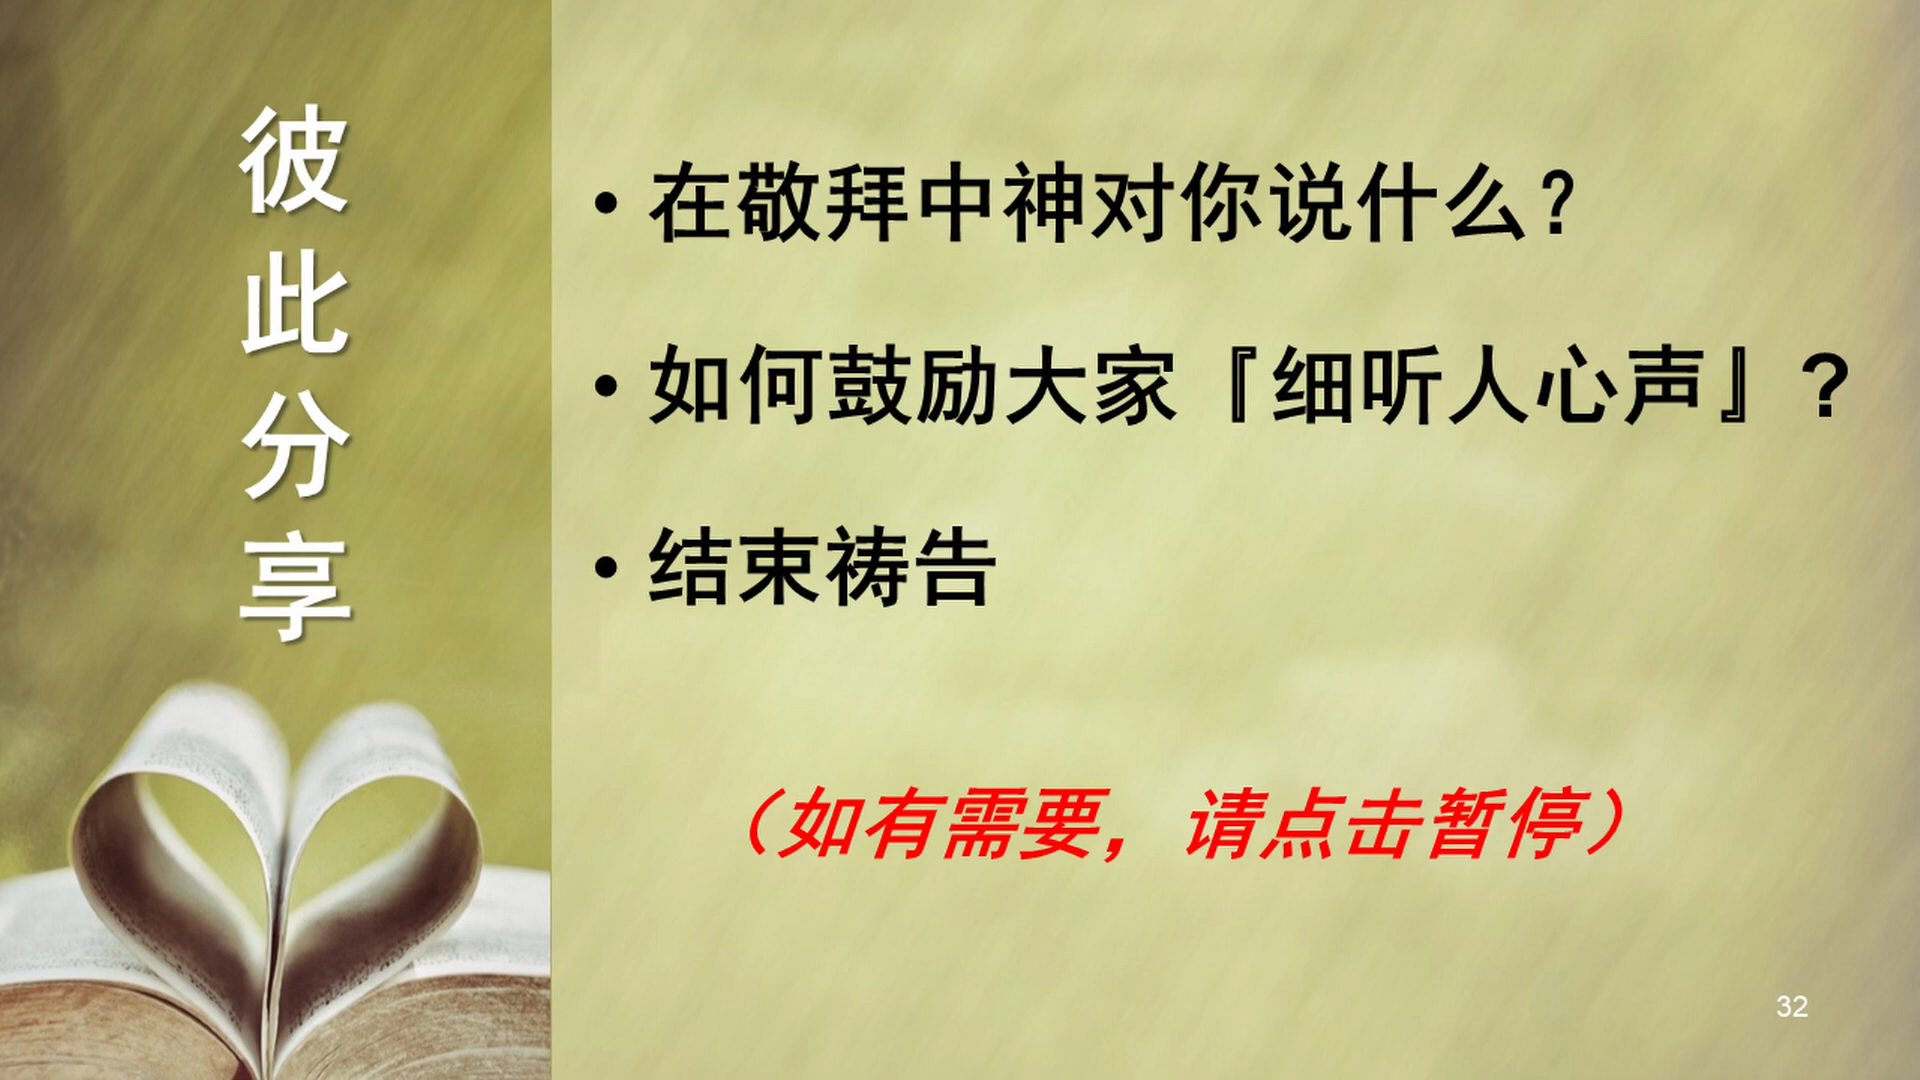 彼此分享
• 在敬拜中神对你说什么？
• 如何鼓励大家『细听人心声』?
• 结束祷告
（如有需要，请点击暂停）
32